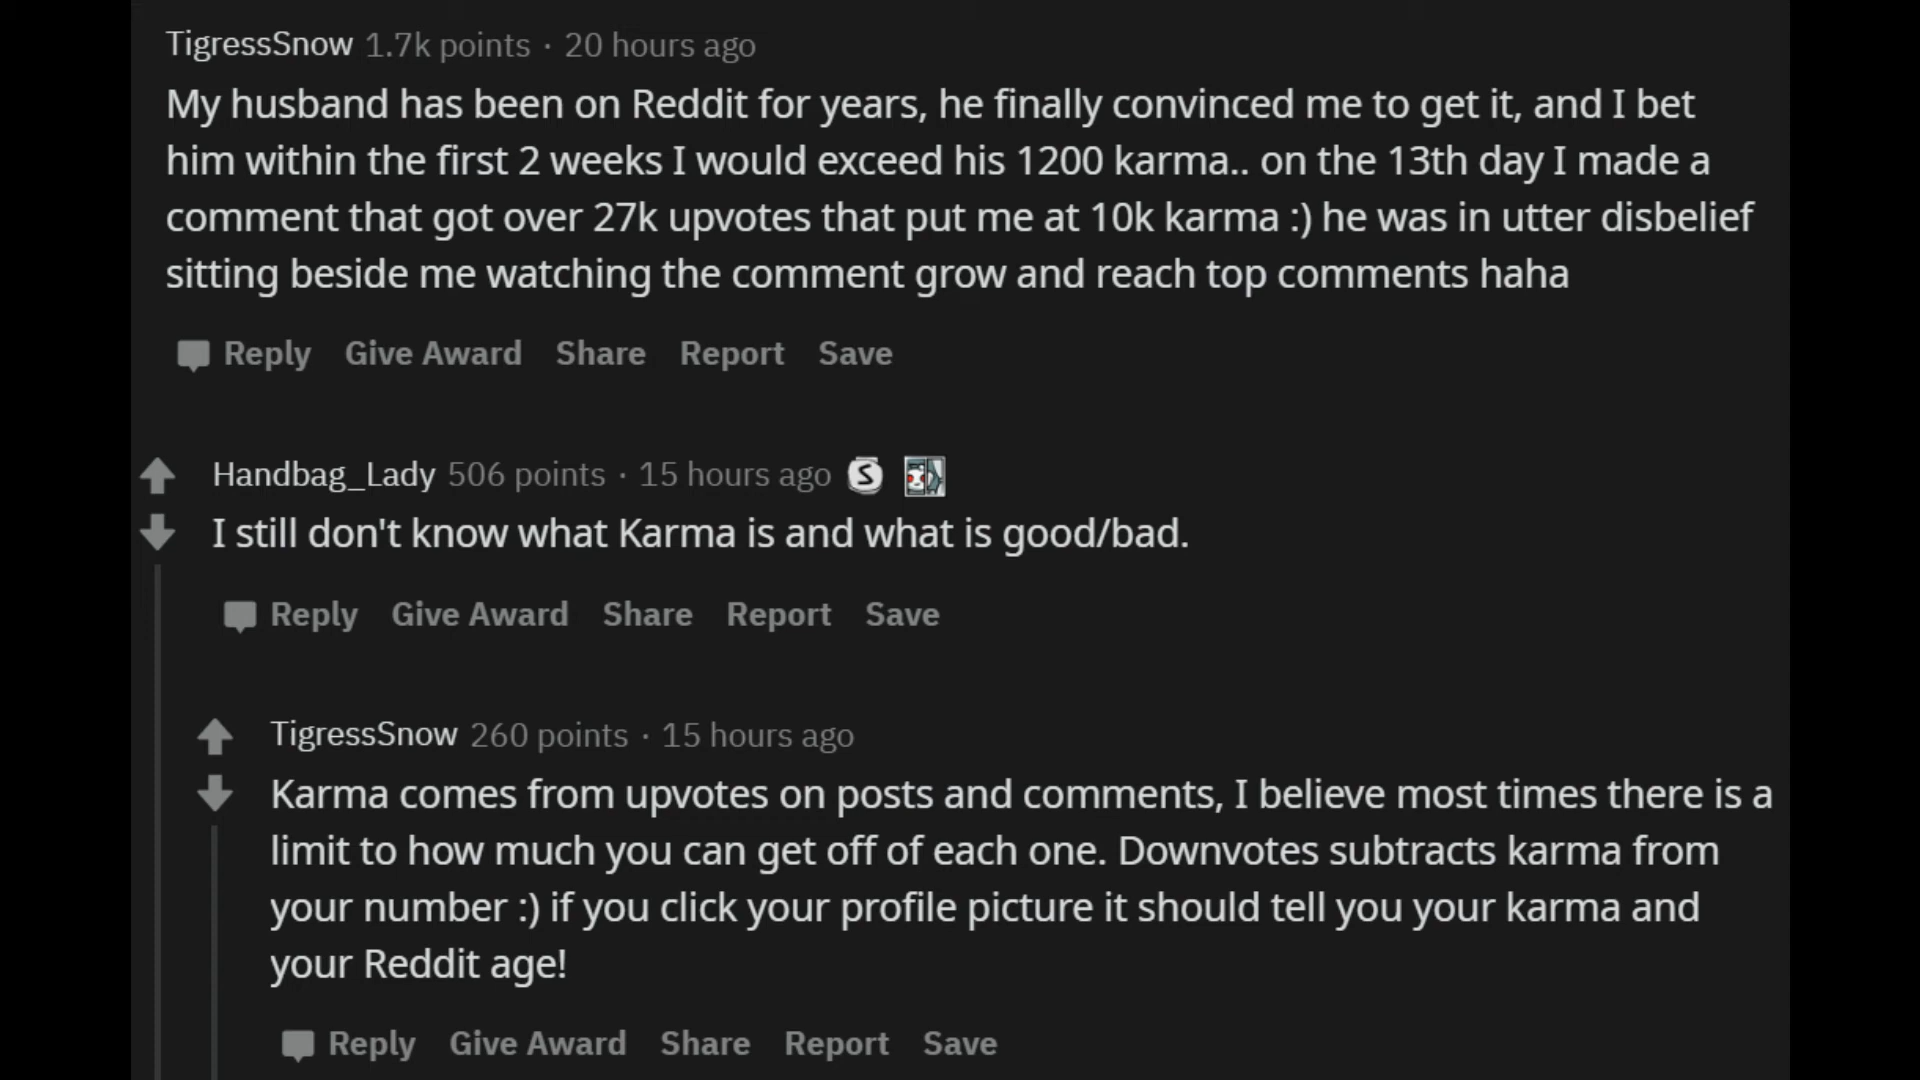 TigressSnow 1.7k points · 20 hours ago
My husband has been on Reddit for years, he finally convinced me to get it, and I bet
him within the first 2 weeks I would exceed his 1200 karma.. on the 13th day I made a
comment that got over 27k upvotes that put me at 10k karma :) he was in utter disbelief
sitting beside me watching the comment grow and reach top comments haha
Reply Give Award Share Report Save
Handbag_Lady 506 points · 15 hours ago S
I still don't know what Karma is and what is good/bad.
Reply Give Award Share Report Save
TigressSnow 260 points · 15 hours ago
Karma comes from upvotes on posts and comments, I believe most times there is a
limit to how much you can get off of each one. Downvotes subtracts karma from
your number :) if you click your profile picture it should tell you your karma and
your Reddit age!
Reply Give Award Share Report Save